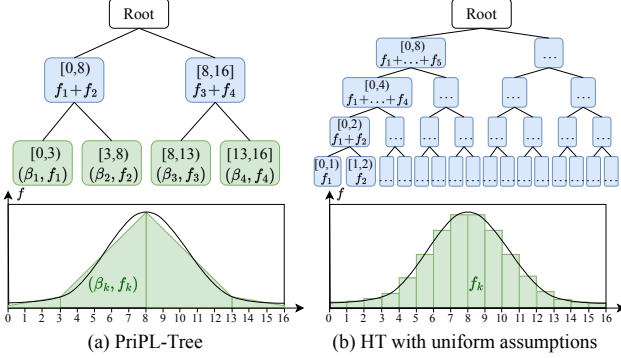 Root
[0,8)
f₁+f₂
[8,16]
f₃+f₄
[0,3)
(β₁, f₁)
[3,8)
(β₂, f₂)
[8,13)
(β₃, f₃)
[13,16]
(β₄, f₄)
f
(βₖ, fₖ)
0 1 2 3 4 5 6 7 8 9 10 11 12 13 14 15 16
(a) PriPL-Tree
Root
[0,8)
f₁+...+f₅
...
[0,4)
f₁+...+f₄
... ... ...
[0,2)
f₁+f₂
... ... ... ... ... ... ...
[0,1)
f₁
[1,2)
f₂
... ... ... ... ... ... ... ... ... ... ... ... ... ...
f
fₖ
0 1 2 3 4 5 6 7 8 9 10 11 12 13 14 15 16
(b) HT with uniform assumptions